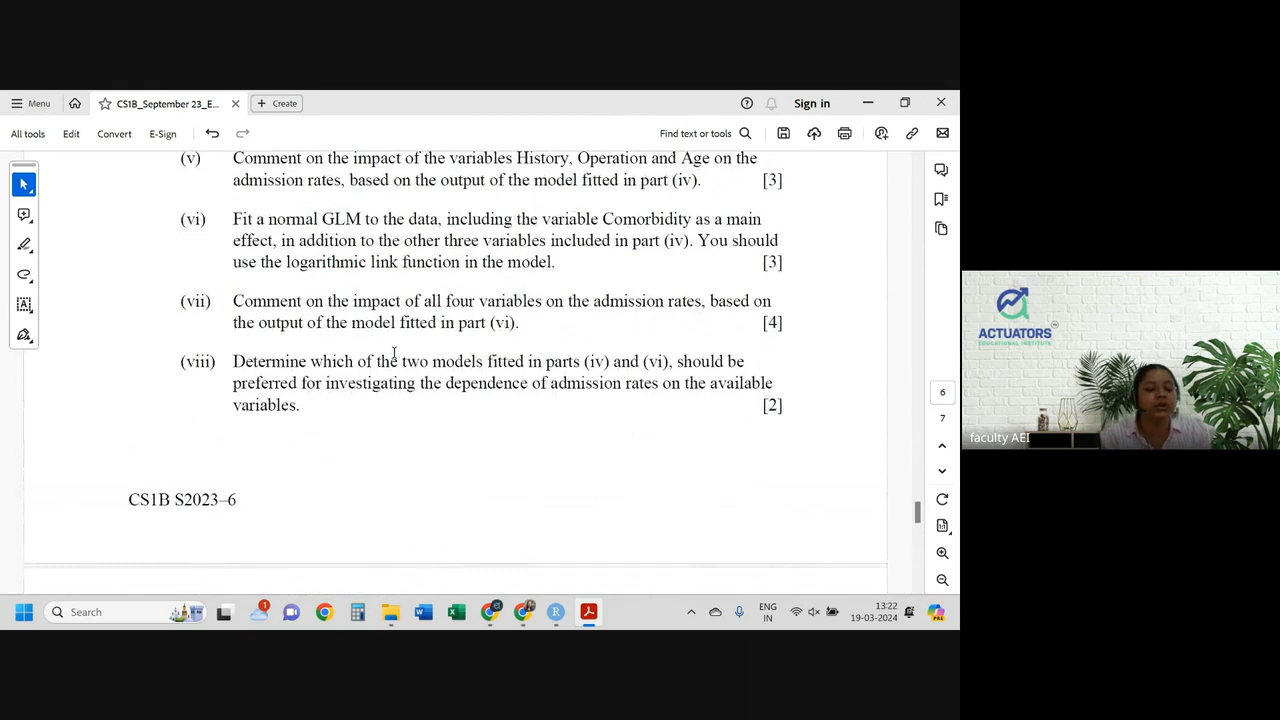 Menu
CS1B_September 23_E...
Create
Sign in
All tools
Edit
Convert
E-Sign
Find text or tools
(v) Comment on the impact of the variables History, Operation and Age on the
admission rates, based on the output of the model fitted in part (iv). [3]
(vi) Fit a normal GLM to the data, including the variable Comorbidity as a main
effect, in addition to the other three variables included in part (iv). You should
use the logarithmic link function in the model. [3]
(vii) Comment on the impact of all four variables on the admission rates, based on
the output of the model fitted in part (vi). [4]
(viii) Determine which of the two models fitted in parts (iv) and (vi), should be
preferred for investigating the dependence of admission rates on the available
variables. [2]
CS1B S2023–6
6
7
ACTUATORS
EDUCATIONAL INSTITUTE
faculty AEI
Search
1
ENG
IN
13:22
19-03-2024